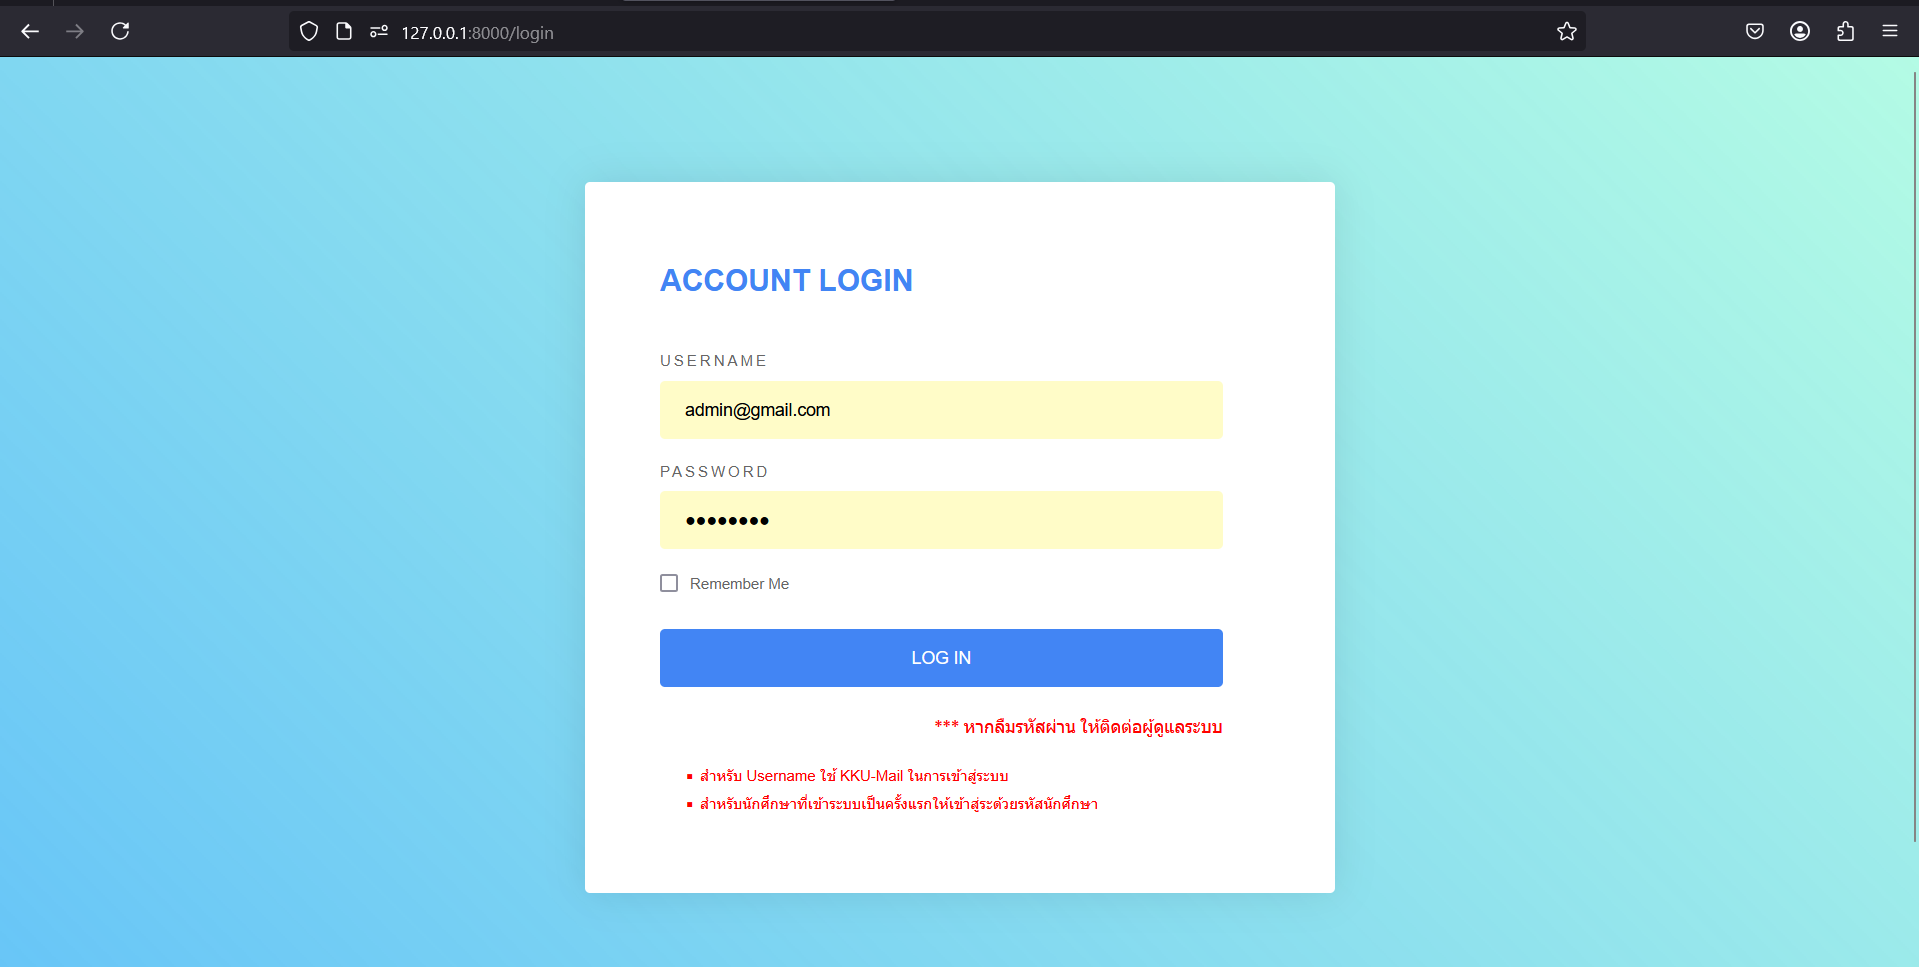 127.0.0.1:8000/login
ACCOUNT LOGIN
USERNAME
admin@gmail.com
PASSWORD
Remember Me
LOG IN
*** หากลืมรหัสผ่าน ให้ติดต่อผู้ดูแลระบบ
สำหรับ Username ใช้ KKU-Mail ในการเข้าสู่ระบบ
สำหรับนักศึกษาที่เข้าระบบเป็นครั้งแรกให้เข้าสู่ระด้วยรหัสนักศึกษา